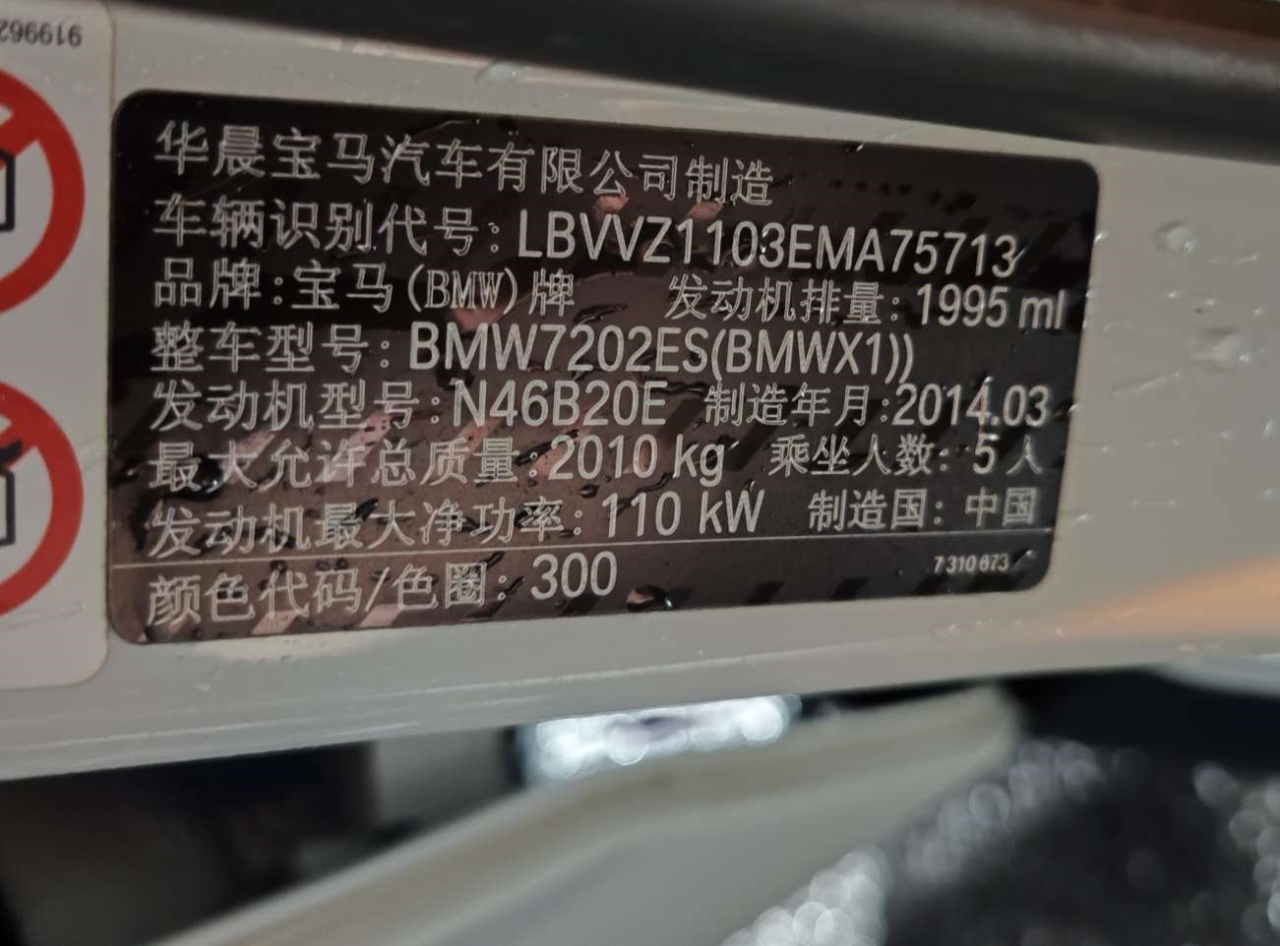 919962
华晨宝马汽车有限公司制造
车辆识别代号: LBVVZ1103EMA75713
品牌:宝马(BMW)牌 发动机排量: 1995 ml
整车型号: BMW7202ES(BMWX1))
发动机型号:N46B20E 制造年月:2014.03
最大允许总质量:2010 kg 乘坐人数: 5人
发动机最大净功率: 110 kW 制造国: 中国
颜色代码/色圈: 300
7310673